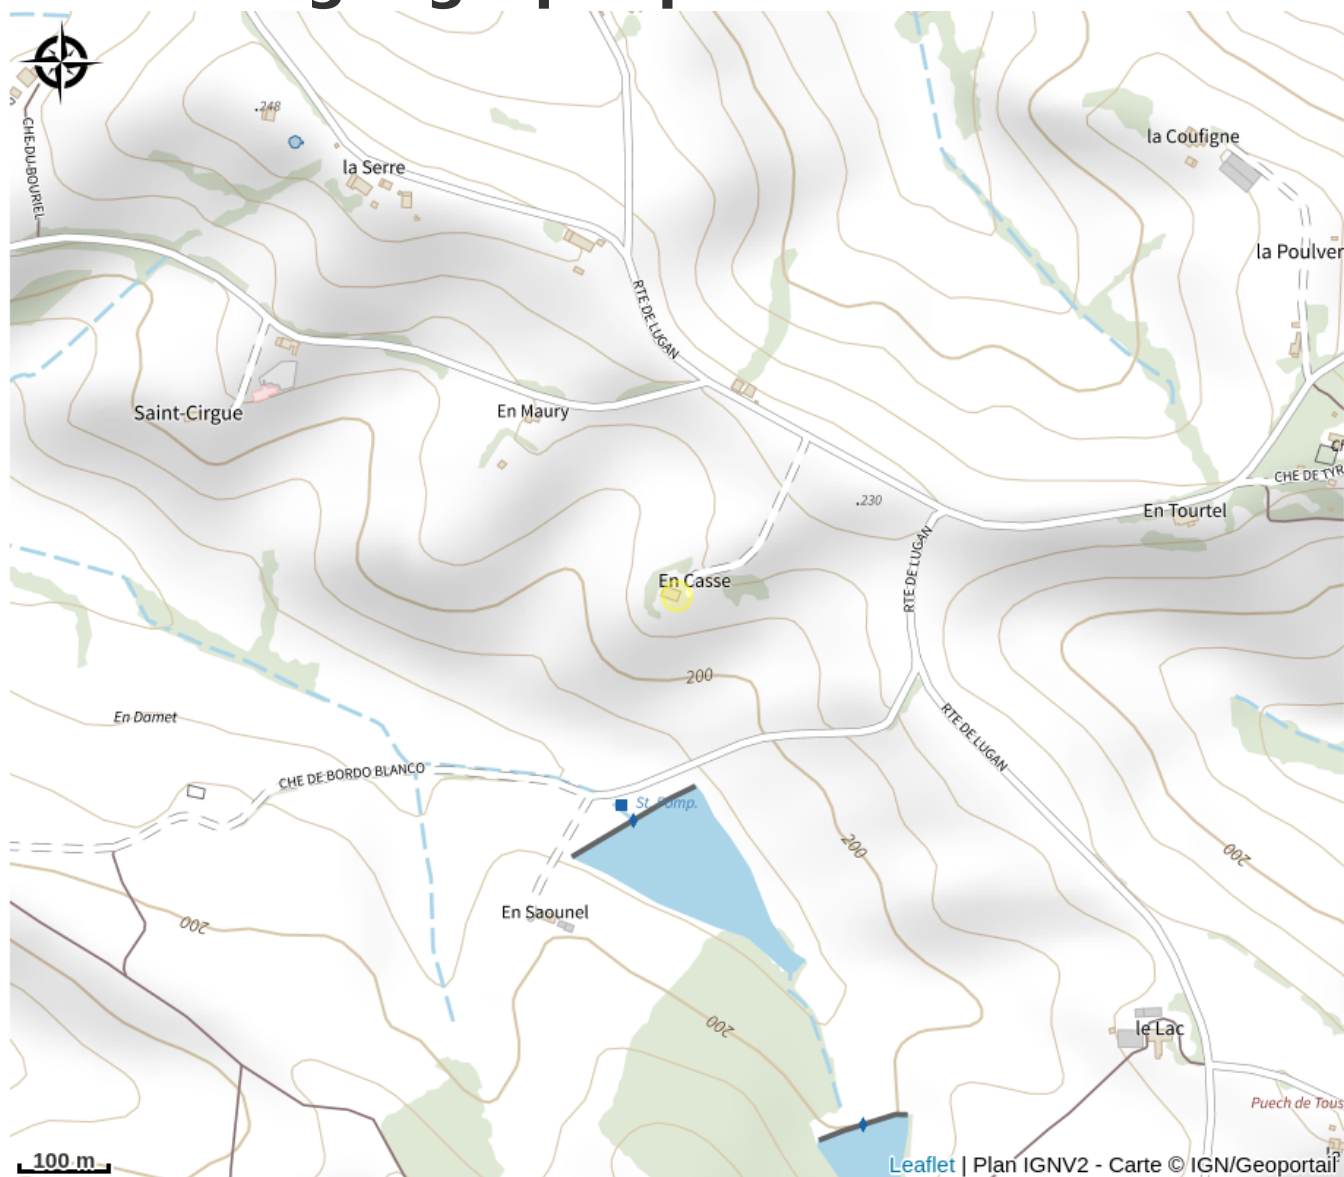 .248
la Coufigne
CHE DU BOURIEL
la Serre
la Poulver
RTE DE LUGAN
Saint-Cirgue
En Maury
CHE DE TYR
.230
En Tourtel
RTE DE LUGAN
En Casse
200
En Damet
RTE DE LUGAN
CHE DE BORDO BLANCO
St. Pomp.
200
200
En Saounel
200
200
le Lac
Puech de Tous
100 m
Leaflet | Plan IGNV2 - Carte © IGN/Geoportail